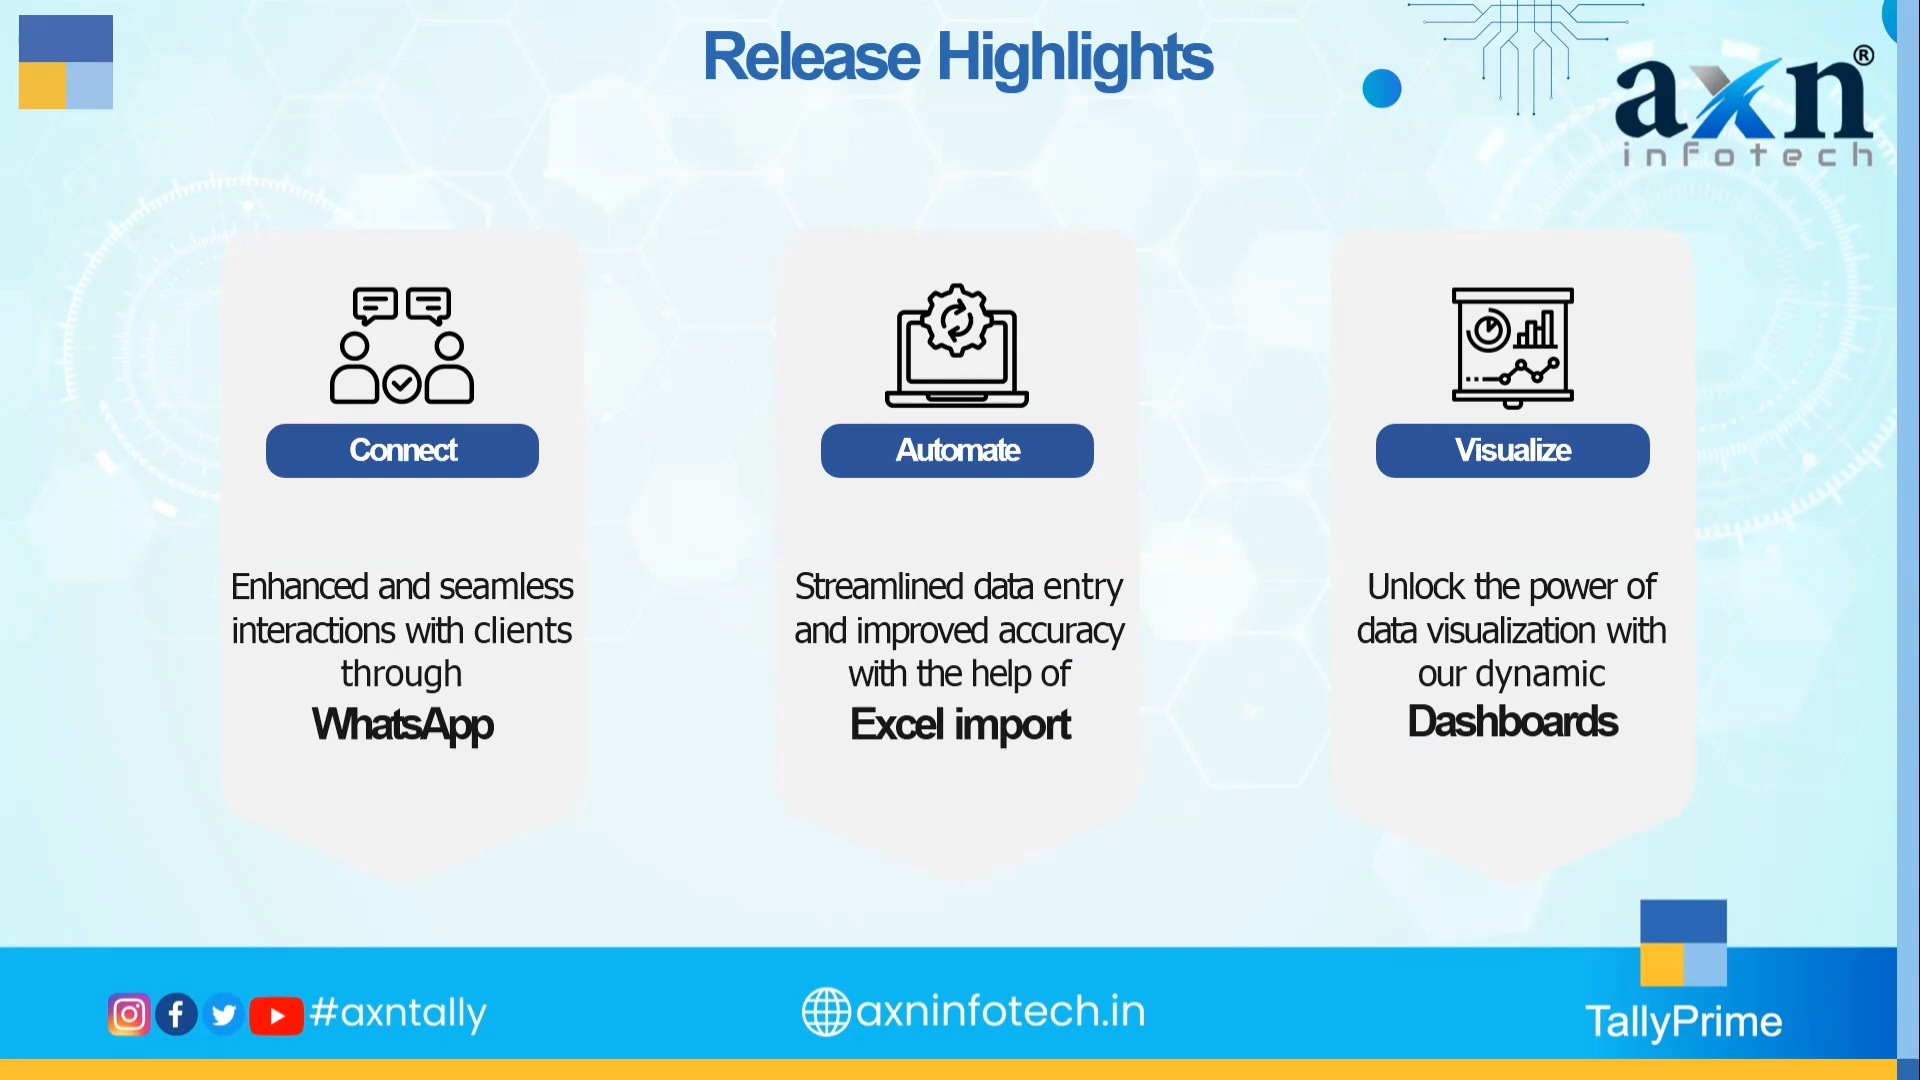 Release Highlights
axn®
infotech
Connect
Enhanced and seamless
interactions with clients
through
WhatsApp
Automate
Streamlined data entry
and improved accuracy
with the help of
Excel import
Visualize
Unlock the power of
data visualization with
our dynamic
Dashboards
#axntally
axninfotech.in
TallyPrime